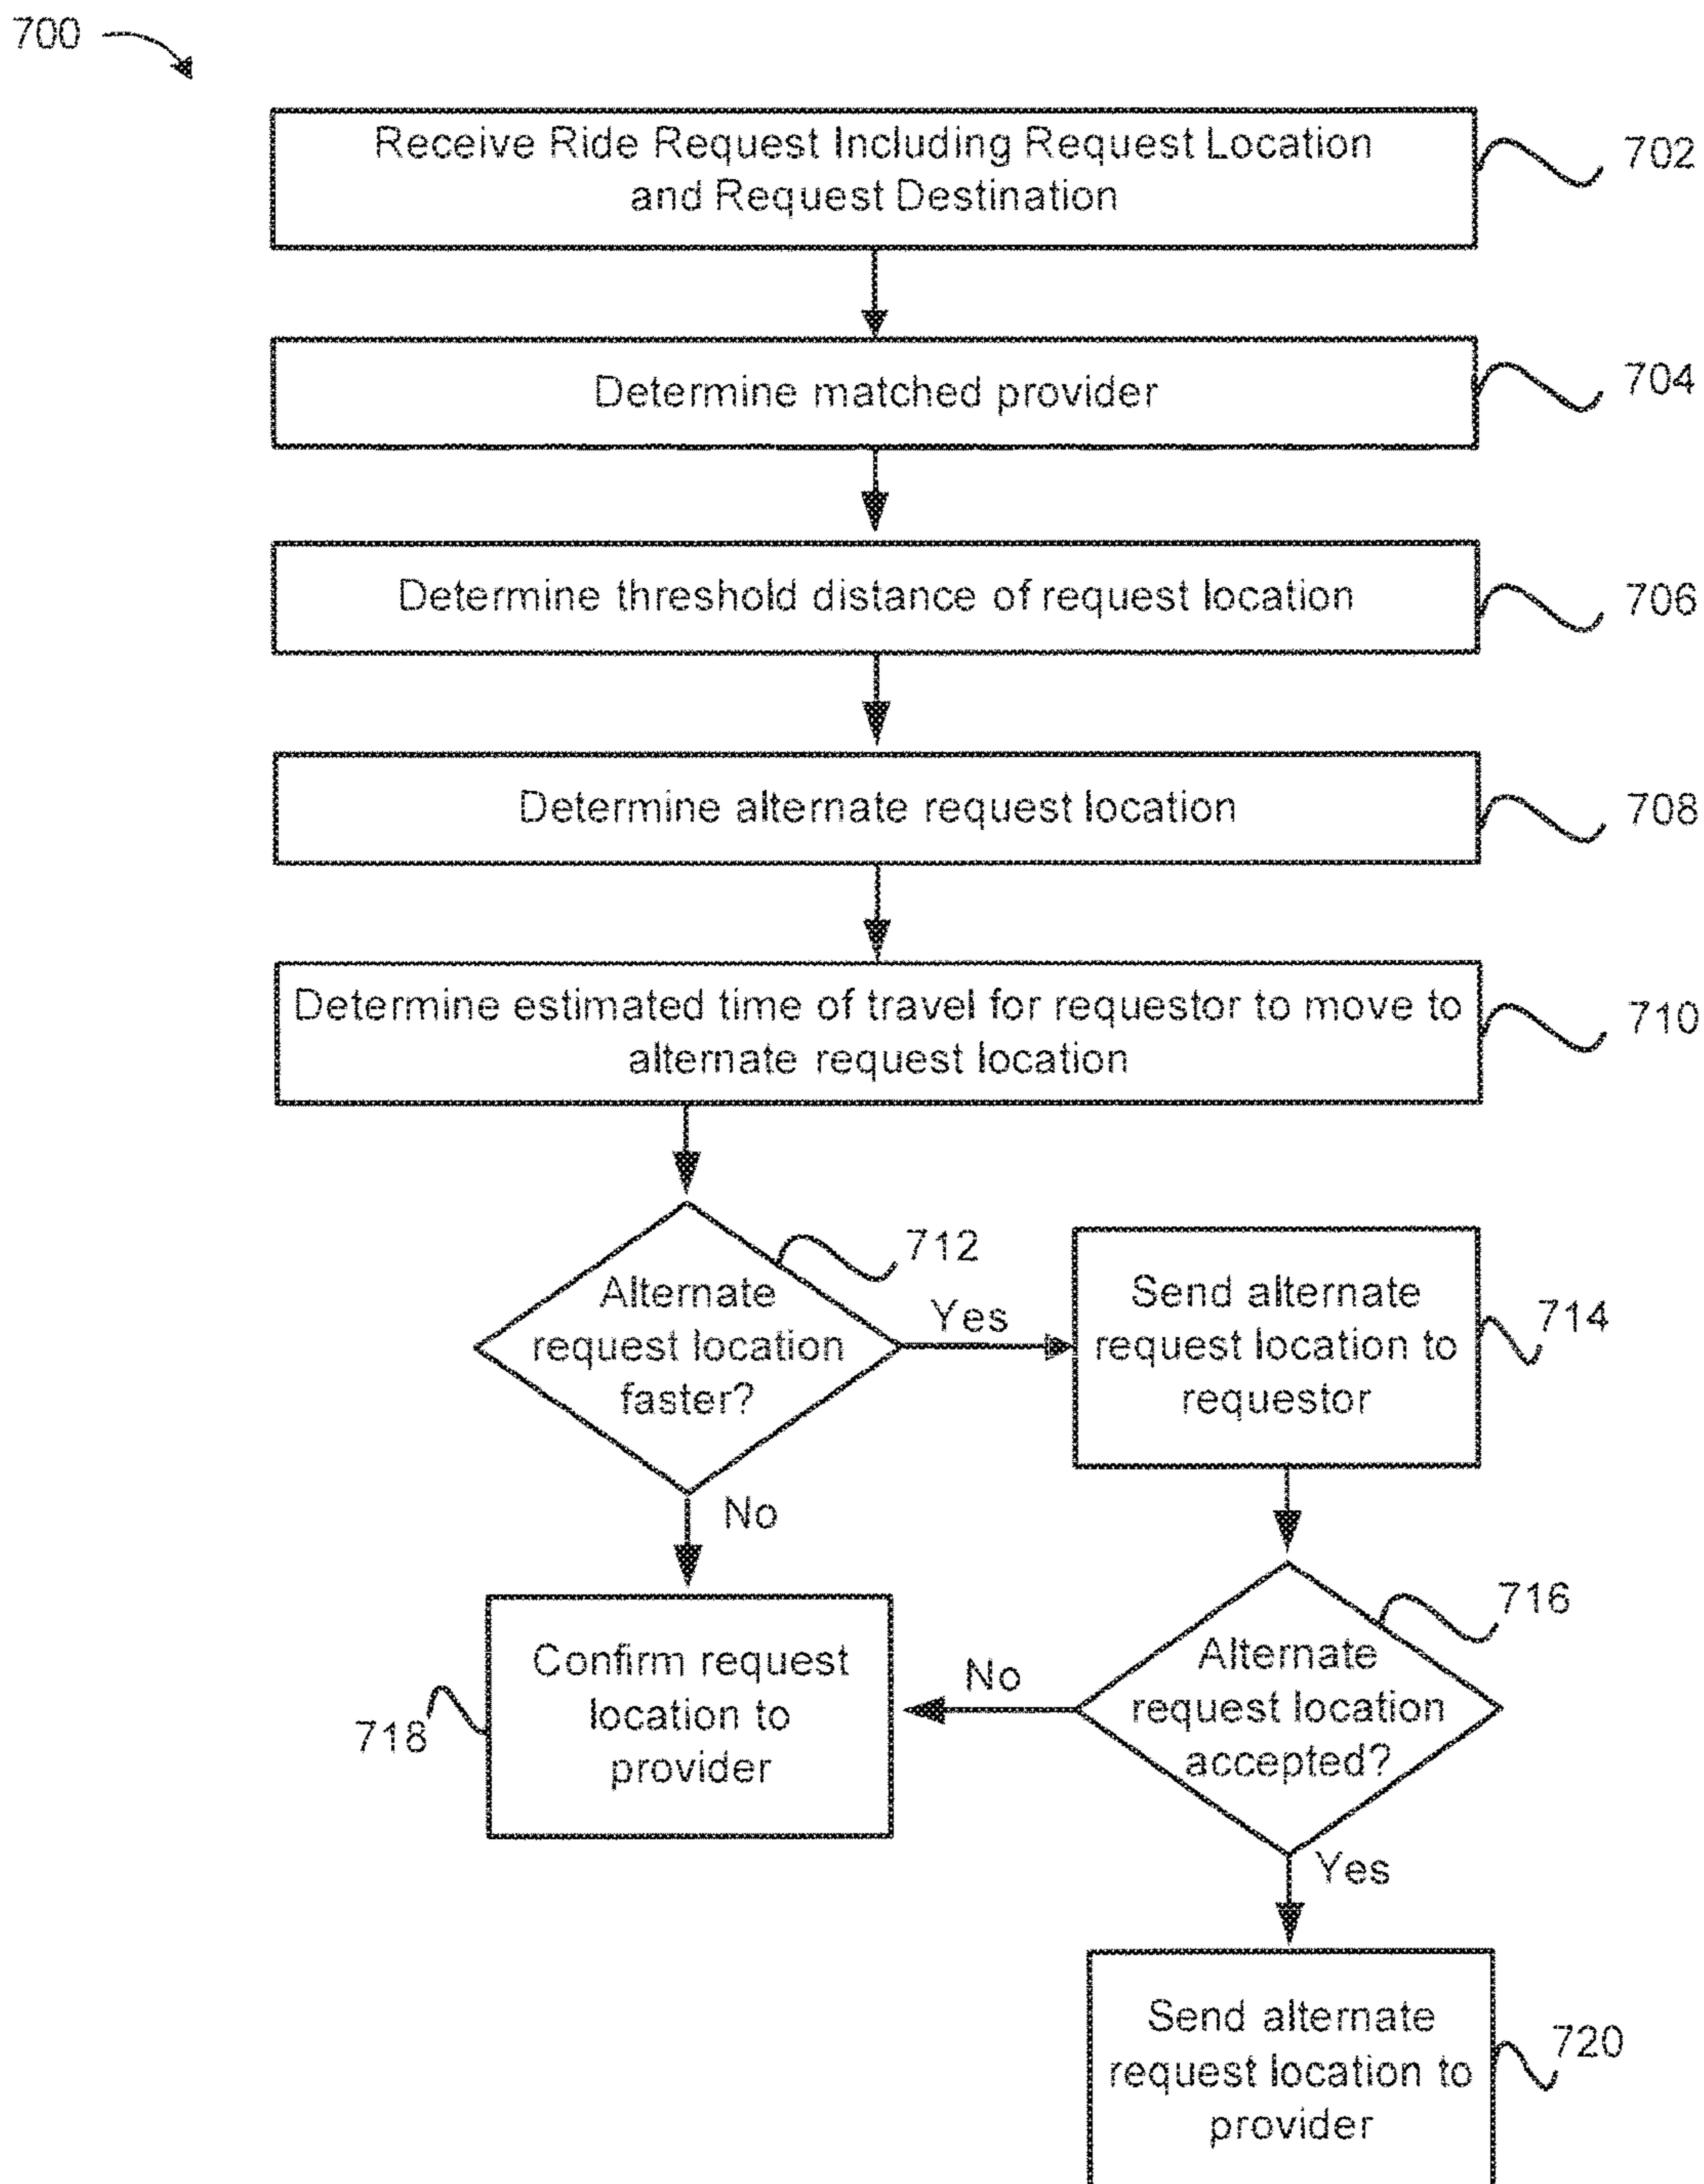 700
Receive Ride Request Including Request Location
and Request Destination
702
Determine matched provider
704
Determine threshold distance of request location
706
Determine alternate request location
708
Determine estimated time of travel for requestor to move to
alternate request location
710
712
Alternate
request location
faster?
Yes
Send alternate
request location to
requestor
714
No
716
Alternate
request location
accepted?
No
Confirm request
location to
provider
718
Yes
Send alternate
request location to
provider
720